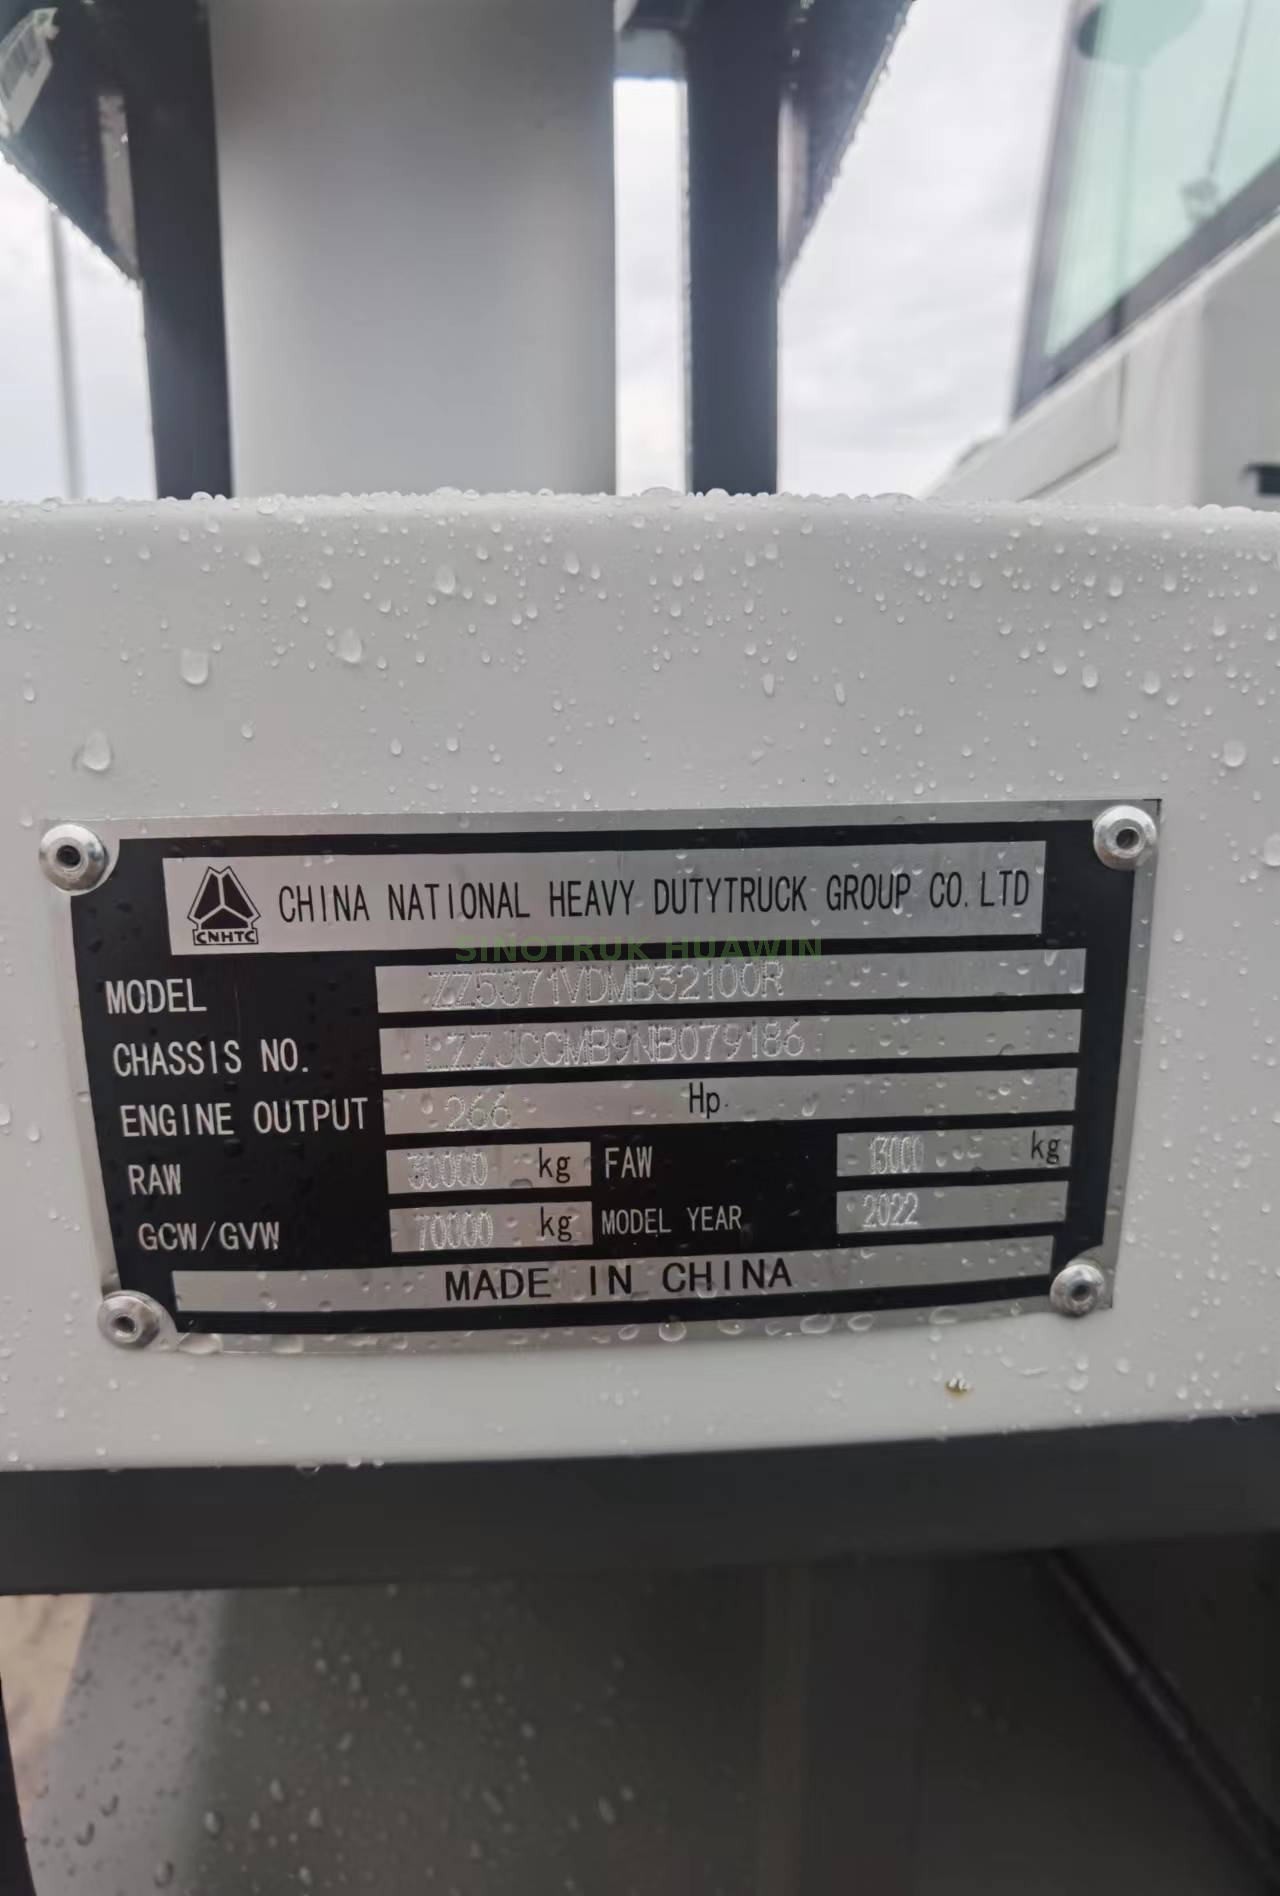 CHINA NATIONAL HEAVY DUTYTRUCK GROUP CO.LTD
CNHTC
SINOTRUK HUAWIN
MODEL ZZ5371VDMB32100R
CHASSIS NO. LZZJCCMB9NB079186
ENGINE OUTPUT 266 Hp
RAW 30000 kg FAW 13000 kg
GCW/GVW 70000 kg MODEL YEAR 2022
MADE IN CHINA